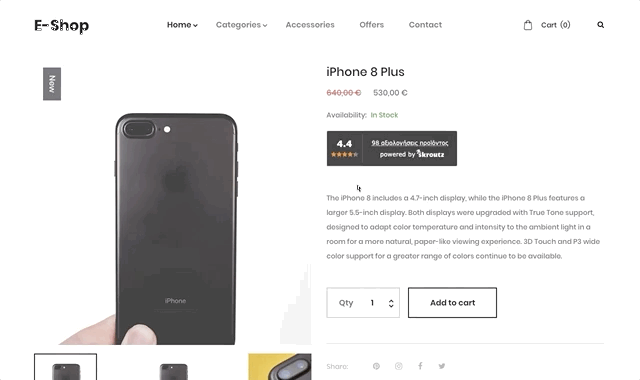 E-Shop
Home
Categories
Accessories
Offers
Contact
Cart (0)
New
iPhone 8 Plus
640,00 € 530,00 €
Availability: In Stock
4.4
98 αξιολογήσεις προϊόντος
powered by Skroutz
The iPhone 8 includes a 4.7-inch display, while the iPhone 8 Plus features a
larger 5.5-inch display. Both displays were upgraded with True Tone support,
designed to adapt color temperature and intensity to the ambient light in a
room for a more natural, paper-like viewing experience. 3D Touch and P3 wide
color support for a greater range of colors continue to be available.
iPhone
Qty 1
Add to cart
Share: